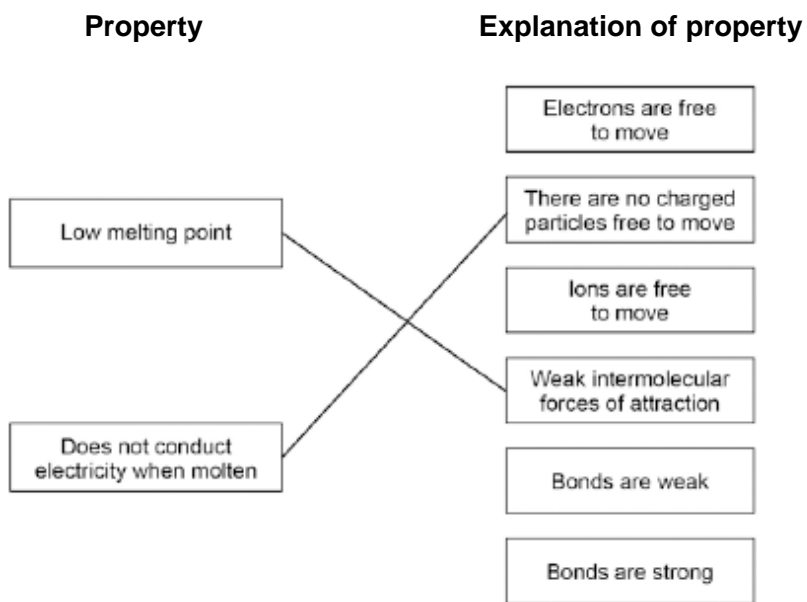 Property
Explanation of property
Electrons are free
to move
There are no charged
particles free to move
Low melting point
Ions are free
to move
Weak intermolecular
forces of attraction
Does not conduct
electricity when molten
Bonds are weak
Bonds are strong